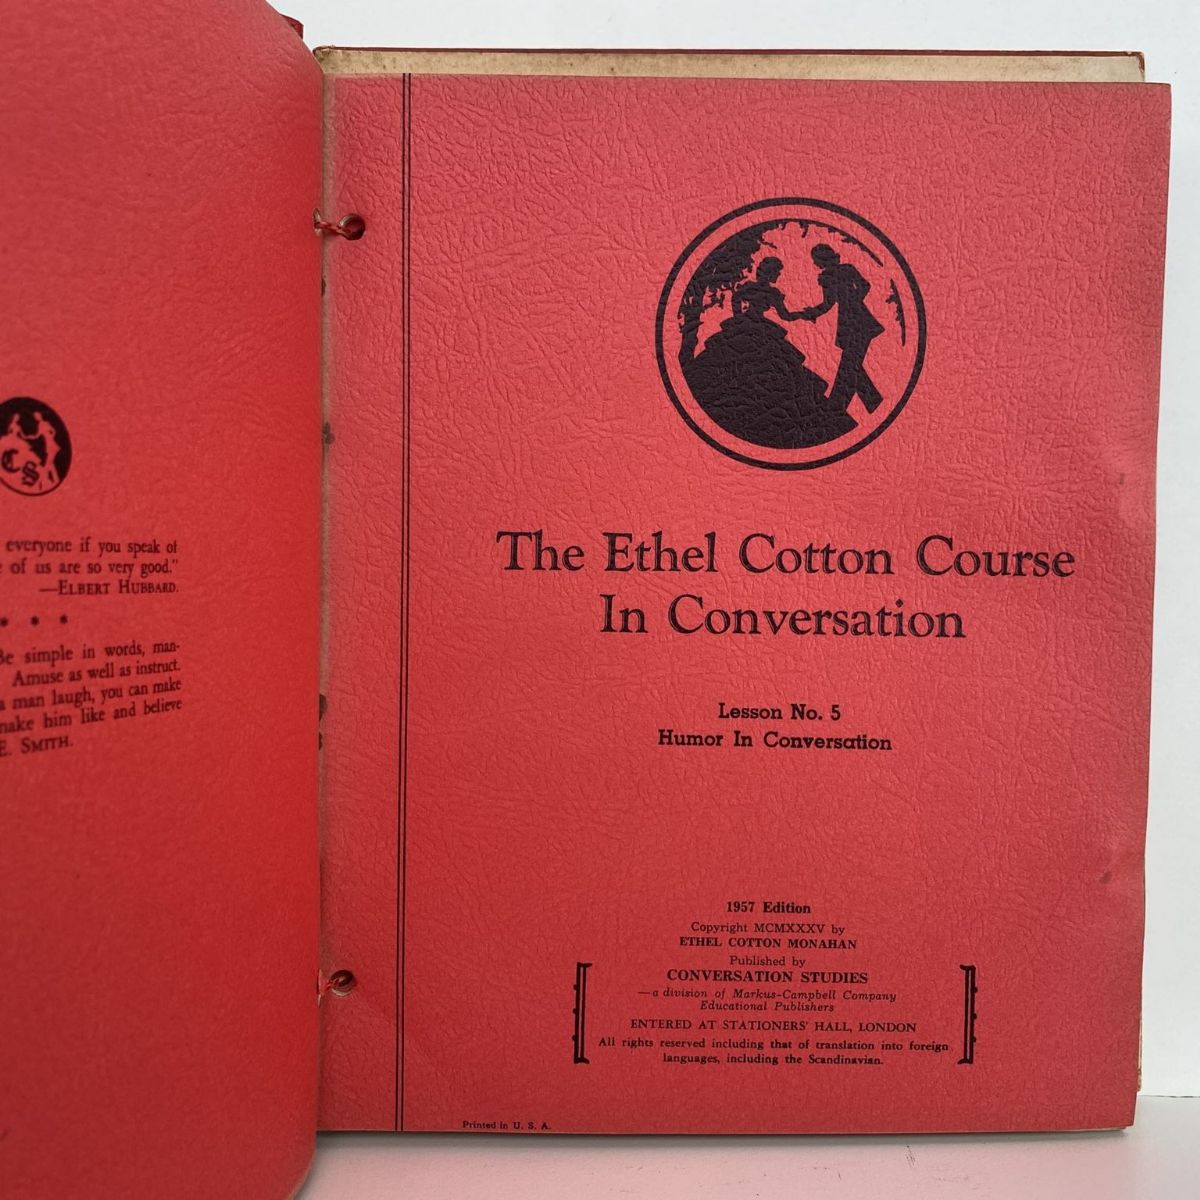 CS
everyone if you speak of
of us are so very good."
—ELBERT HUBBARD.
* * *
Be simple in words, man-
Amuse as well as instruct.
a man laugh, you can make
make him like and believe
E. SMITH.
The Ethel Cotton Course
In Conversation
Lesson No. 5
Humor In Conversation
1957 Edition
Copyright MCMXXXV by
ETHEL COTTON MONAHAN
Published by
CONVERSATION STUDIES
—a division of Markus-Campbell Company
Educational Publishers
ENTERED AT STATIONERS' HALL, LONDON
All rights reserved including that of translation into foreign
languages, including the Scandinavian.
Printed in U. S. A.